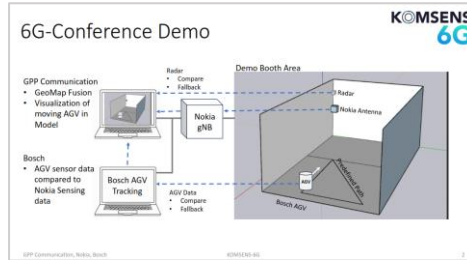 6G-Conference Demo
KOMSENS
6G
GPP Communication
• GeoMap Fusion
• Visualization of
moving AGV in
Model
Radar
• Compare
• Fallback
Demo Booth Area
Radar
Nokia Antenna
Nokia
gNB
Bosch
• AGV sensor data
compared to
Nokia Sensing
data
Bosch AGV
Tracking
AGV Data
• Compare
• Fallback
AGV
Predefined Path
Bosch AGV
GPP Communication, Nokia, Bosch
KOMSENS-6G
2